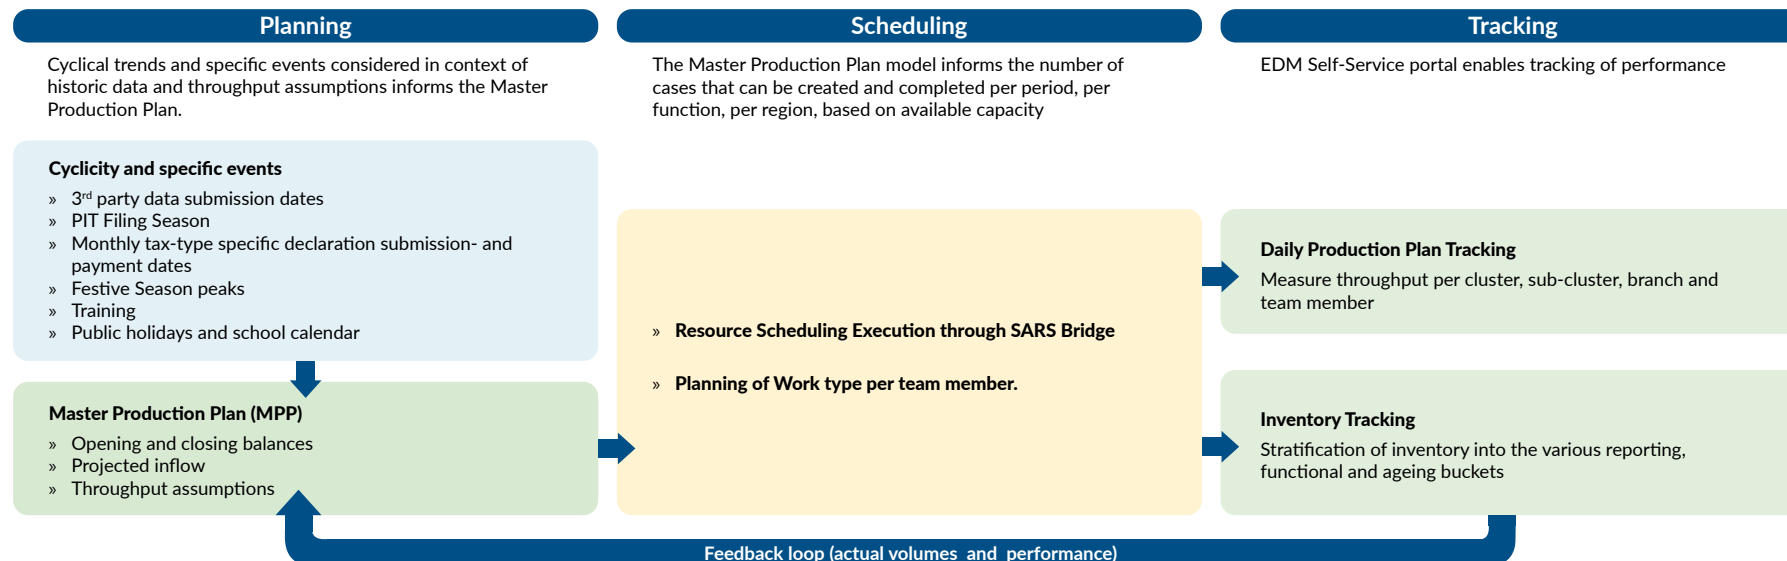 Planning
Cyclical trends and specific events considered in context of
historic data and throughput assumptions informs the Master
Production Plan.
Cyclicity and specific events
» 3rd party data submission dates
» PIT Filing Season
» Monthly tax-type specific declaration submission- and
payment dates
» Festive Season peaks
» Training
» Public holidays and school calendar
Master Production Plan (MPP)
» Opening and closing balances
» Projected inflow
» Throughput assumptions
Scheduling
The Master Production Plan model informs the number of
cases that can be created and completed per period, per
function, per region, based on available capacity
» Resource Scheduling Execution through SARS Bridge
» Planning of Work type per team member.
Tracking
EDM Self-Service portal enables tracking of performance
Daily Production Plan Tracking
Measure throughput per cluster, sub-cluster, branch and
team member
Inventory Tracking
Stratification of inventory into the various reporting,
functional and ageing buckets
Feedback loop (actual volumes and performance)